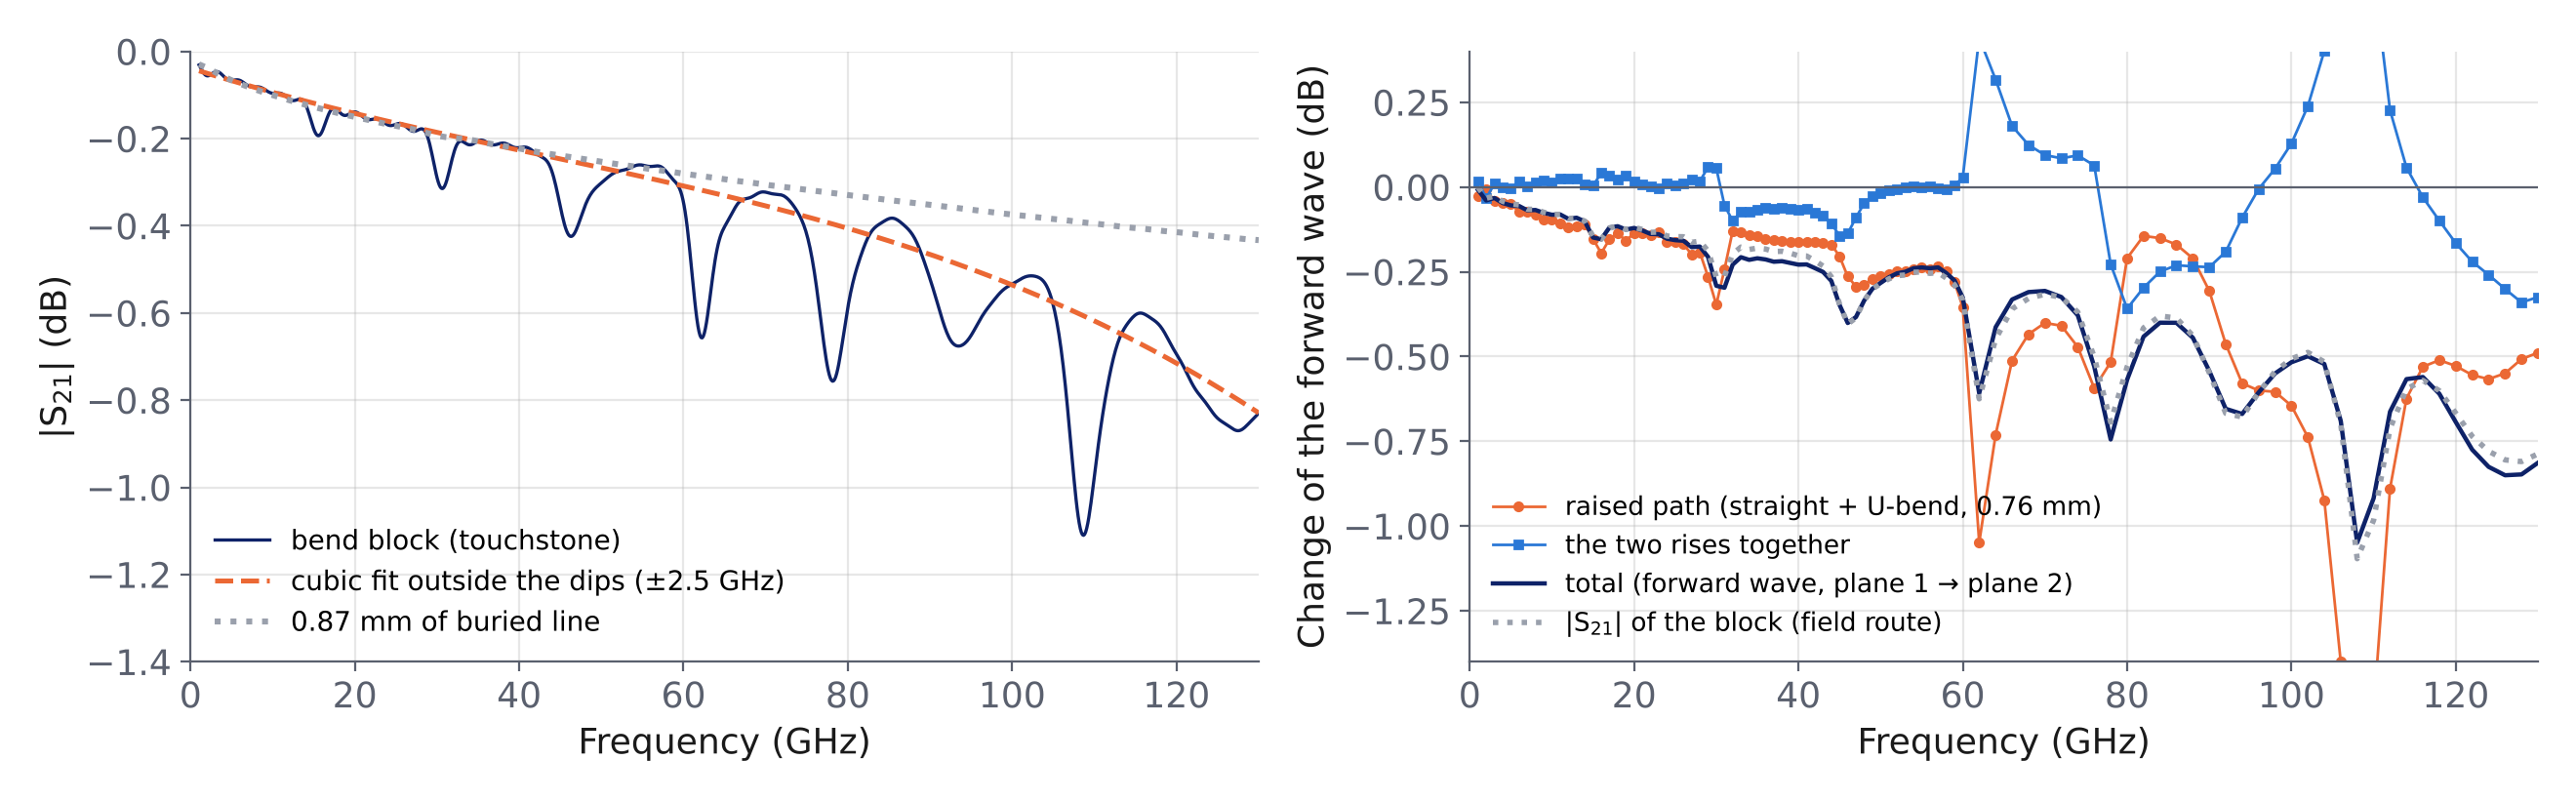 0.0
−0.2
−0.4
−0.6
−0.8
−1.0
−1.2
−1.4
|S21| (dB)
bend block (touchstone)
cubic fit outside the dips (±2.5 GHz)
0.87 mm of buried line
0 20 40 60 80 100 120
Frequency (GHz)
Change of the forward wave (dB)
0.25
0.00
−0.25
−0.50
−0.75
−1.00
−1.25
raised path (straight + U-bend, 0.76 mm)
the two rises together
total (forward wave, plane 1 → plane 2)
|S21| of the block (field route)
0 20 40 60 80 100 120
Frequency (GHz)